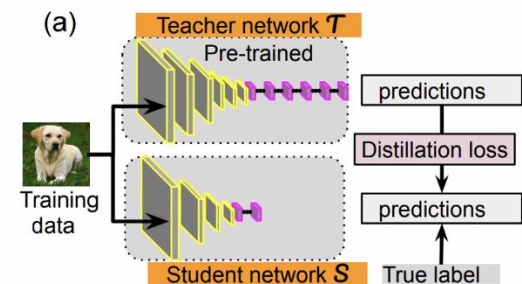 (a)
Teacher network 𝒯
Pre-trained
predictions
Distillation loss
Training
data
predictions
Student network 𝒮
True label